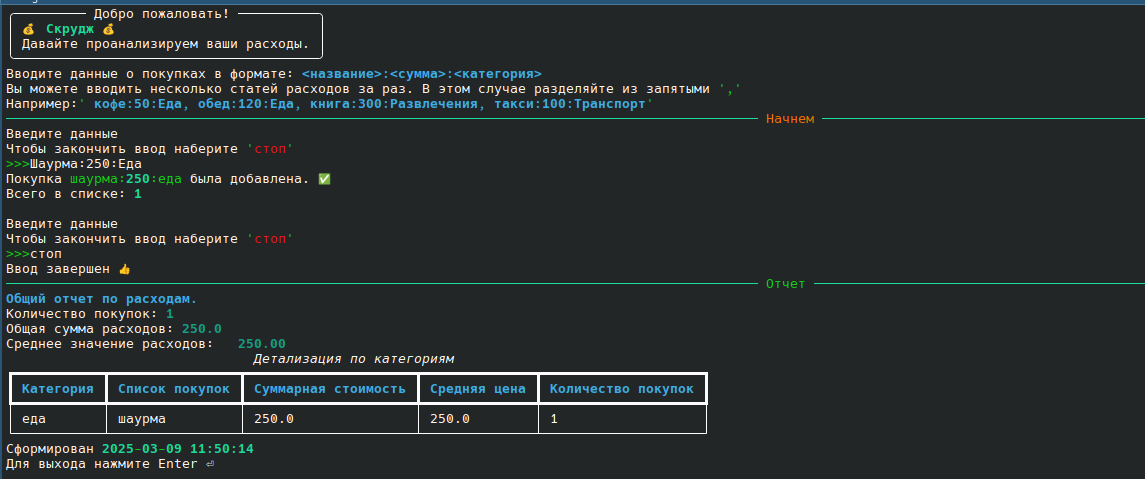 Добро пожаловать!
💰 Скрудж 💰
Давайте проанализируем ваши расходы.
Вводите данные о покупках в формате: <название>:<сумма>:<категория>
Вы можете вводить несколько статей расходов за раз. В этом случае разделяйте из запятыми ','
Например:' кофе:50:Еда, обед:120:Еда, книга:300:Развлечения, такси:100:Транспорт'
Начнем
Введите данные
Чтобы закончить ввод наберите 'стоп'
>>>Шаурма:250:Еда
Покупка шаурма:250:еда была добавлена. ✅
Всего в списке: 1
Введите данные
Чтобы закончить ввод наберите 'стоп'
>>>стоп
Ввод завершен 👍
Отчет
Общий отчет по расходам.
Количество покупок: 1
Общая сумма расходов: 250.0
Среднее значение расходов: 250.00
Детализация по категориям
Категория Список покупок Суммарная стоимость Средняя цена Количество покупок
еда шаурма 250.0 250.0 1
Сформирован 2025-03-09 11:50:14
Для выхода нажмите Enter ⏎